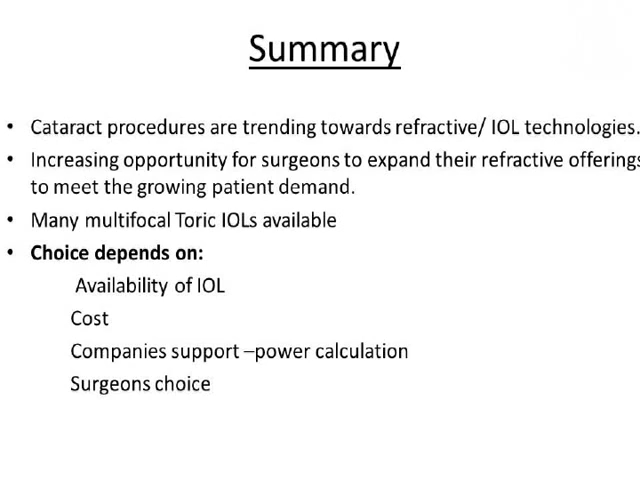 Summary
• Cataract procedures are trending towards refractive/ IOL technologies.
• Increasing opportunity for surgeons to expand their refractive offerings
to meet the growing patient demand.
• Many multifocal Toric IOLs available
• Choice depends on:
Availability of IOL
Cost
Companies support –power calculation
Surgeons choice